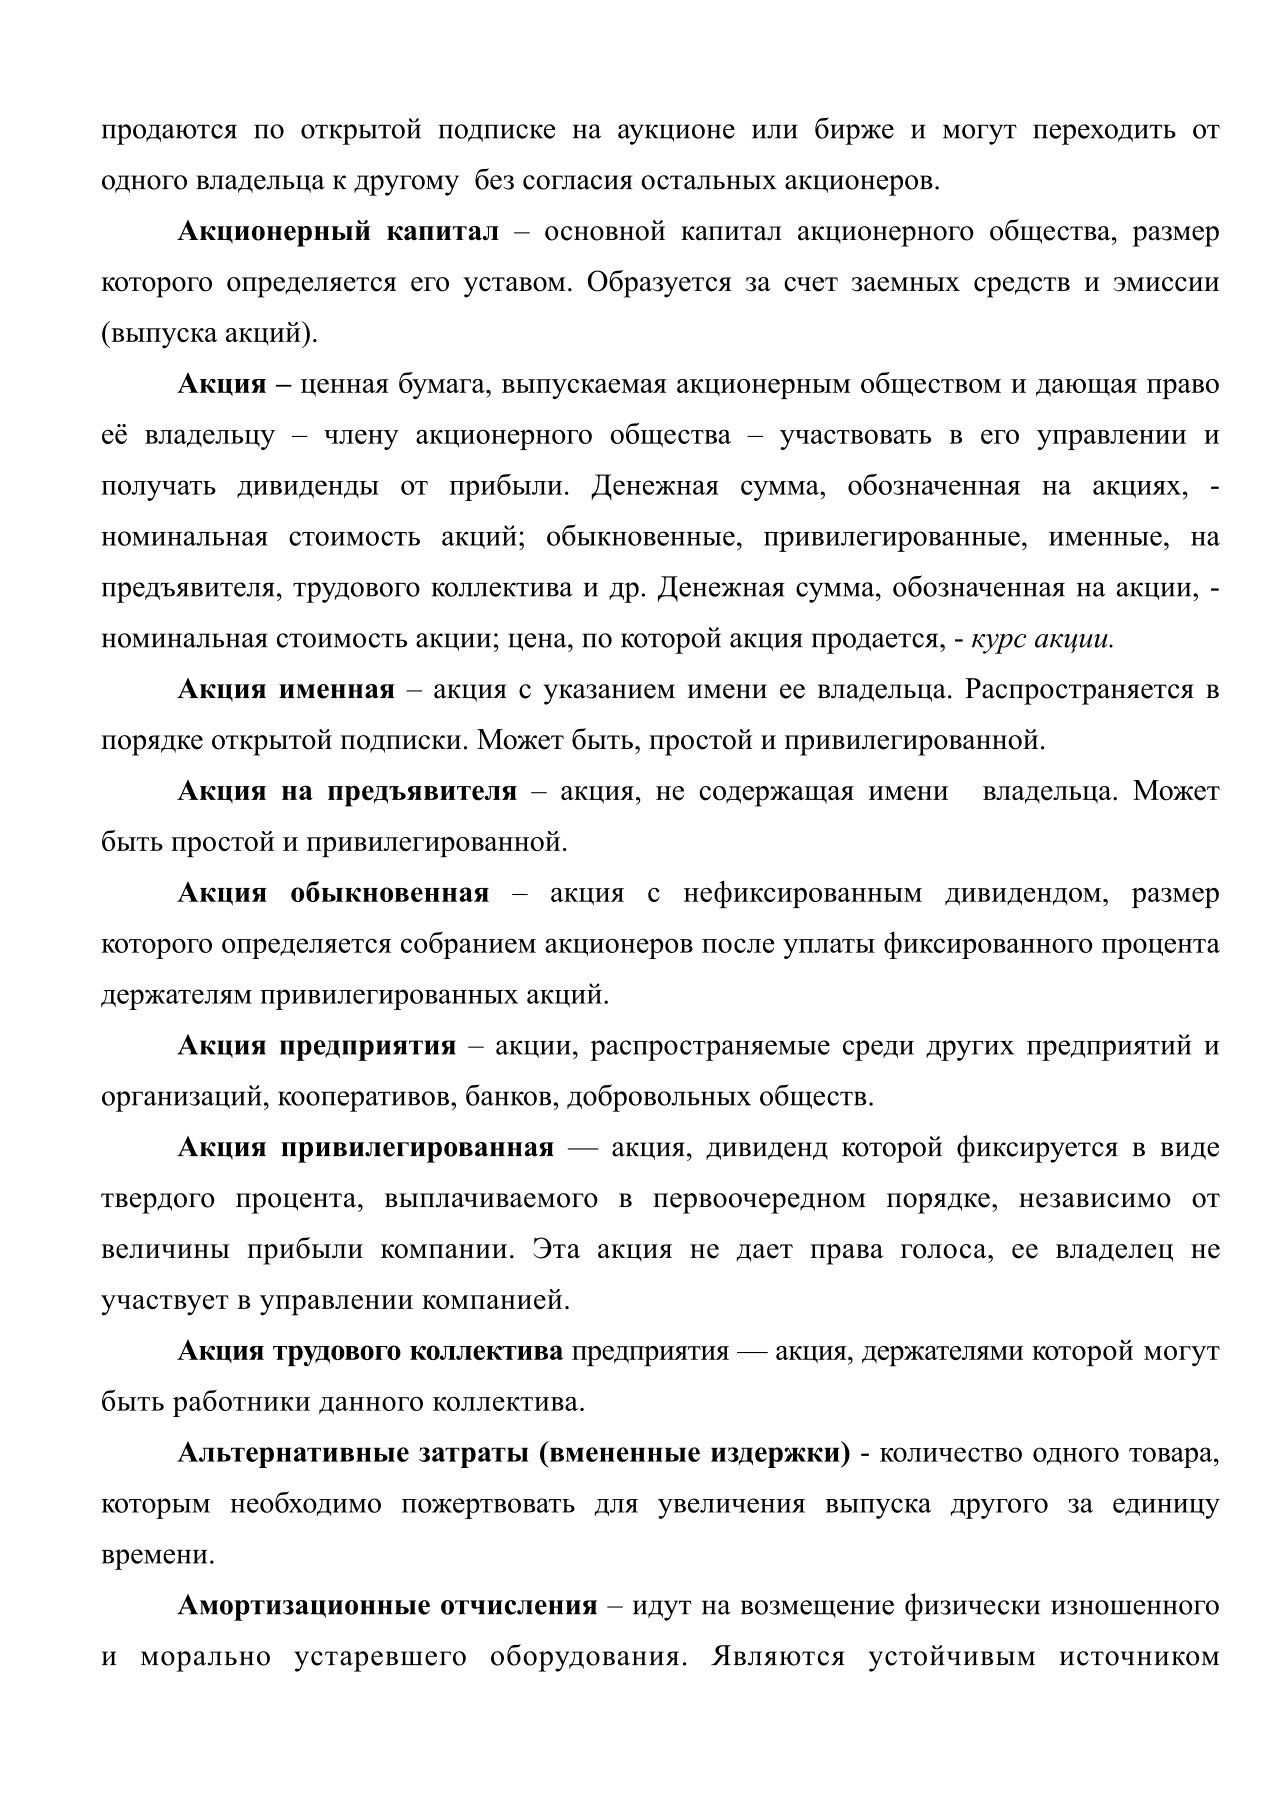 продаются по открытой подписке на аукционе или бирже и могут переходить от
одного владельца к другому  без согласия остальных акционеров.
Акционерный капитал – основной капитал акционерного общества, размер
которого определяется его уставом. Образуется за счет заемных средств и эмиссии
(выпуска акций).
Акция – ценная бумага, выпускаемая акционерным обществом и дающая право
её владельцу – члену акционерного общества – участвовать в его управлении и
получать дивиденды от прибыли. Денежная сумма, обозначенная на акциях, -
номинальная стоимость акций; обыкновенные, привилегированные, именные, на
предъявителя, трудового коллектива и др. Денежная сумма, обозначенная на акции, -
номинальная стоимость акции; цена, по которой акция продается, - курс акции.
Акция именная – акция с указанием имени ее владельца. Распространяется в
порядке открытой подписки. Может быть, простой и привилегированной.
Акция на предъявителя – акция, не содержащая имени  владельца. Может
быть простой и привилегированной.
Акция обыкновенная – акция с нефиксированным дивидендом, размер
которого определяется собранием акционеров после уплаты фиксированного процента
держателям привилегированных акций.
Акция предприятия – акции, распространяемые среди других предприятий и
организаций, кооперативов, банков, добровольных обществ.
Акция привилегированная — акция, дивиденд которой фиксируется в виде
твердого процента, выплачиваемого в первоочередном порядке, независимо от
величины прибыли компании. Эта акция не дает права голоса, ее владелец не
участвует в управлении компанией.
Акция трудового коллектива предприятия — акция, держателями которой могут
быть работники данного коллектива.
Альтернативные затраты (вмененные издержки) - количество одного товара,
которым необходимо пожертвовать для увеличения выпуска другого за единицу
времени.
Амортизационные отчисления – идут на возмещение физически изношенного
и морально устаревшего оборудования. Являются устойчивым источником